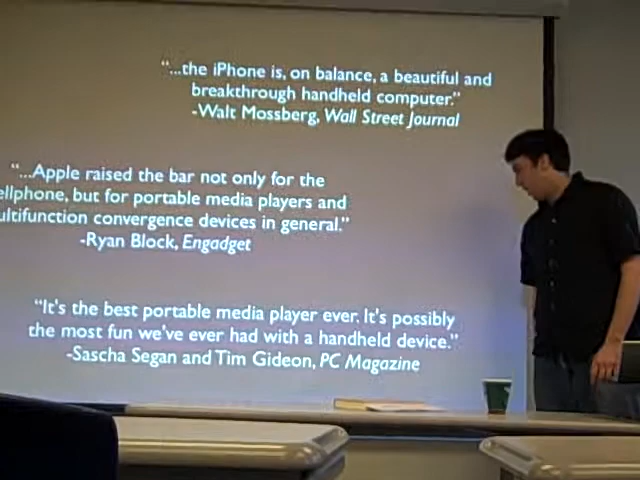 "...the iPhone is, on balance, a beautiful and
breakthrough handheld computer."
-Walt Mossberg, Wall Street Journal
"...Apple raised the bar not only for the
ellphone, but for portable media players and
ultifunction convergence devices in general."
-Ryan Block, Engadget
"It's the best portable media player ever. It's possibly
the most fun we've ever had with a handheld device."
-Sascha Segan and Tim Gideon, PC Magazine